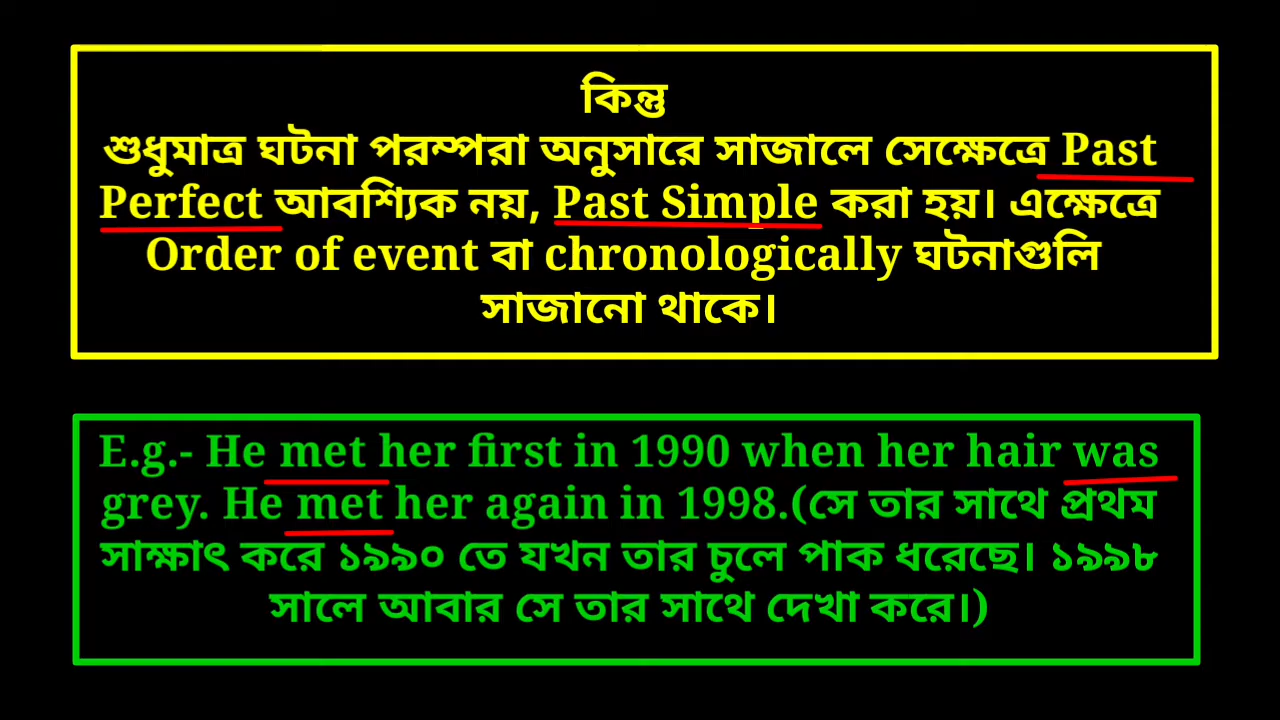 কিন্তু
শুধুমাত্র ঘটনা পরম্পরা অনুসারে সাজালে সেক্ষেত্রে Past
Perfect আবশ্যিক নয়, Past Simple করা হয়। এক্ষেত্রে
Order of event বা chronologically ঘটনাগুলি
সাজানো থাকে।
E.g.- He met her first in 1990 when her hair was
grey. He met her again in 1998.(সে তার সাথে প্রথম
সাক্ষাৎ করে ১৯৯০ তে যখন তার চুলে পাক ধরেছে। ১৯৯৮
সালে আবার সে তার সাথে দেখা করে।)